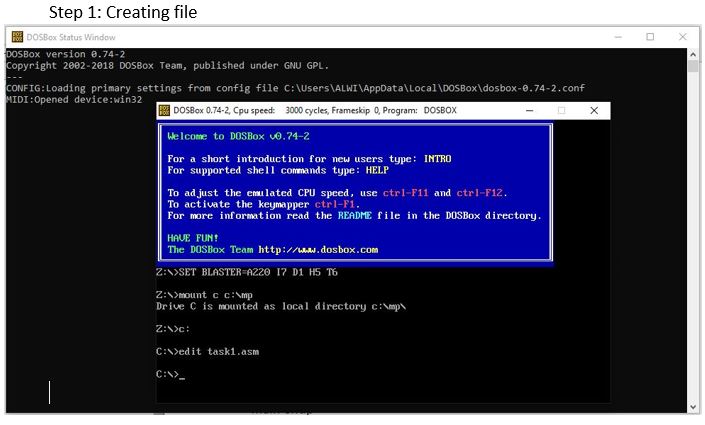 Step 1: Creating file
DOSBox Status Window
DOSBox version 0.74-2
Copyright 2002-2018 DOSBox Team, published under GNU GPL.
---
CONFIG:Loading primary settings from config file C:\Users\ALWI\AppData\Local\DOSBox\dosbox-0.74-2.conf
MIDI:Opened device:win32
DOSBox 0.74-2, Cpu speed: 3000 cycles, Frameskip 0, Program: DOSBOX
Welcome to DOSBox v0.74-2
For a short introduction for new users type: INTRO
For supported shell commands type: HELP
To adjust the emulated CPU speed, use ctrl-F11 and ctrl-F12.
To activate the keymapper ctrl-F1.
For more information read the README file in the DOSBox directory.
HAVE FUN!
The DOSBox Team http://www.dosbox.com
Z:\>SET BLASTER=A220 I7 D1 H5 T6
Z:\>mount c c:\mp
Drive C is mounted as local directory c:\mp\
Z:\>c:
C:\>edit task1.asm
C:\>_